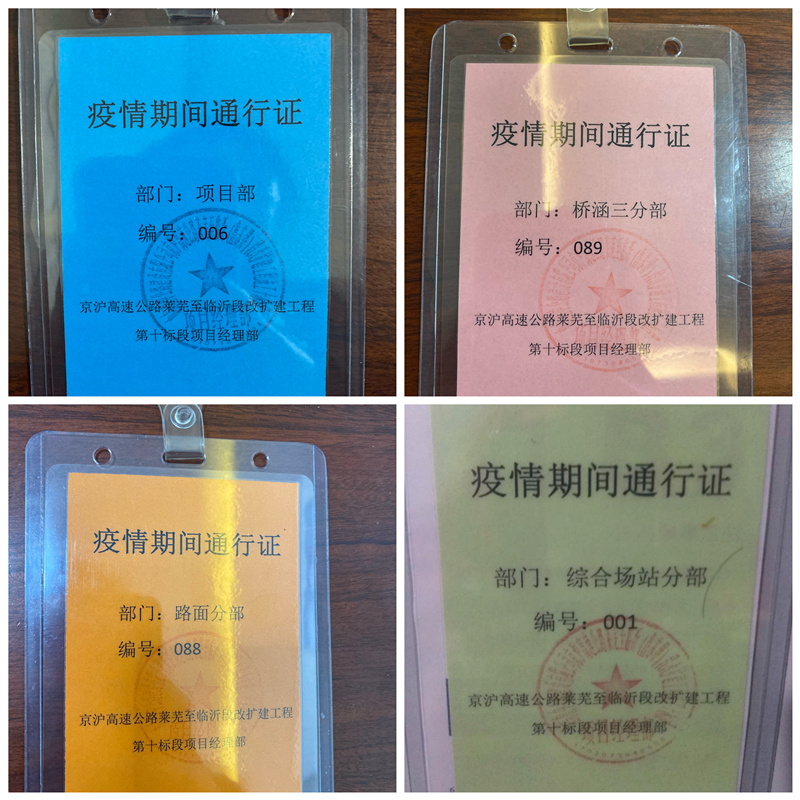 疫情期间通行证
部门：项目部
编号：006
京沪高速公路莱芜至临沂段改扩建工程
第十标段项目经理部
疫情期间通行证
部门：桥涵三分部
编号：089
京沪高速公路莱芜至临沂段改扩建工程
第十标段项目经理部
疫情期间通行证
部门：路面分部
编号：088
京沪高速公路莱芜至临沂段改扩建工程
第十标段项目经理部
疫情期间通行证
部门：综合场站分部
编号：001
京沪高速公路莱芜至临沂段改扩建工程
第十标段项目经理部